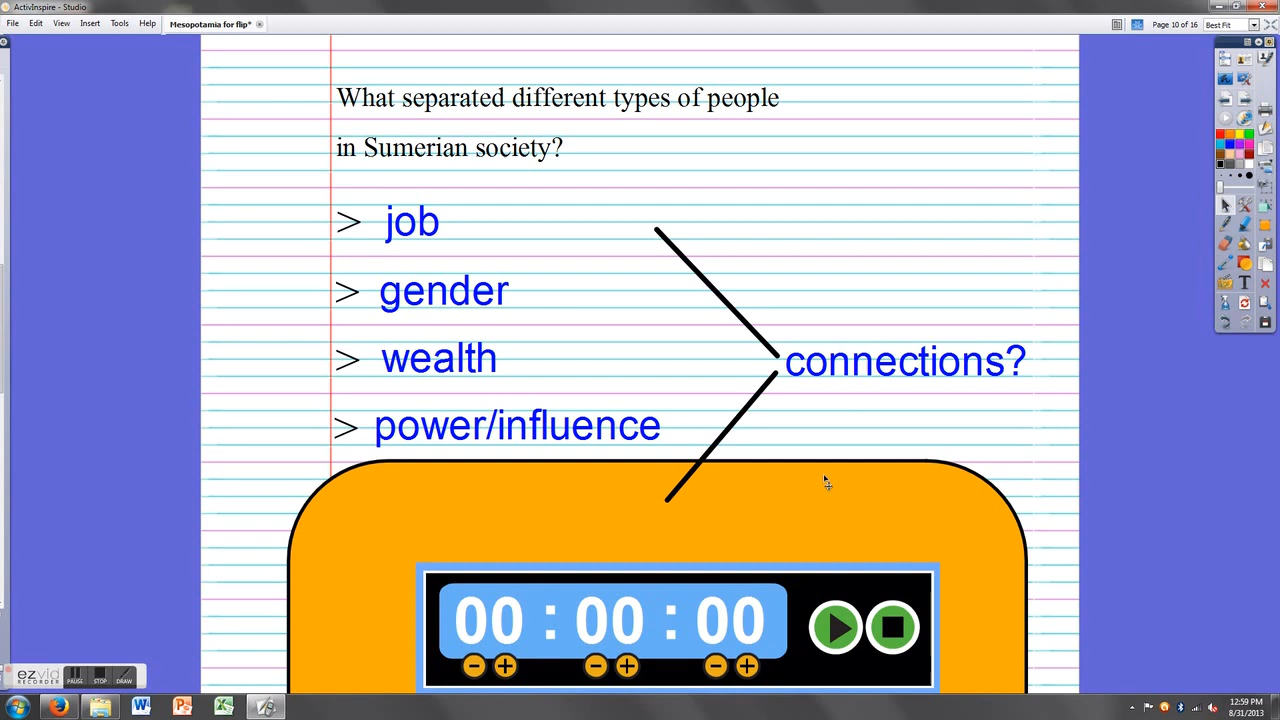 ActivInspire - Studio
File Edit View Insert Tools Help Mesopotamia for flip* Page 10 of 16 Best Fit
What separated different types of people
in Sumerian society?
> job
> gender
> wealth
> power/influence
connections?
00 : 00 : 00
ezvid
RECORDER
PAUSE STOP DRAW
12:59 PM
8/31/2013